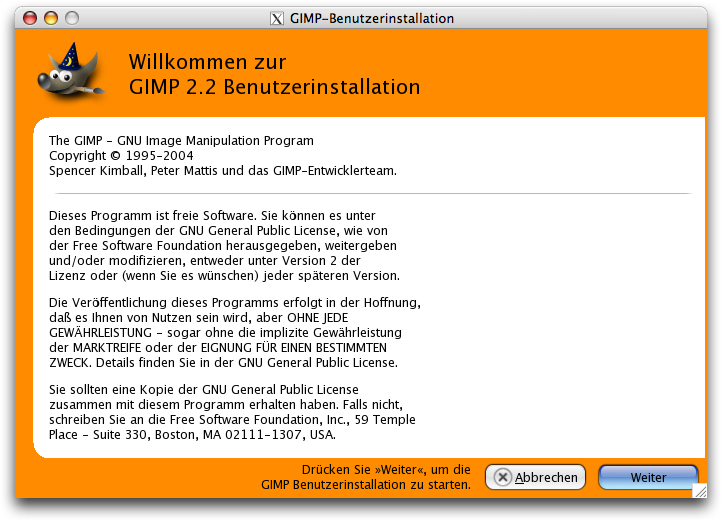 GIMP-Benutzerinstallation
Willkommen zur
GIMP 2.2 Benutzerinstallation
The GIMP – GNU Image Manipulation Program
Copyright © 1995–2004
Spencer Kimball, Peter Mattis und das GIMP-Entwicklerteam.
Dieses Programm ist freie Software. Sie können es unter
den Bedingungen der GNU General Public License, wie von
der Free Software Foundation herausgegeben, weitergeben
und/oder modifizieren, entweder unter Version 2 der
Lizenz oder (wenn Sie es wünschen) jeder späteren Version.
Die Veröffentlichung dieses Programms erfolgt in der Hoffnung,
daß es Ihnen von Nutzen sein wird, aber OHNE JEDE
GEWÄHRLEISTUNG – sogar ohne die implizite Gewährleistung
der MARKTREIFE oder der EIGNUNG FÜR EINEN BESTIMMTEN
ZWECK. Details finden Sie in der GNU General Public License.
Sie sollten eine Kopie der GNU General Public License
zusammen mit diesem Programm erhalten haben. Falls nicht,
schreiben Sie an die Free Software Foundation, Inc., 59 Temple
Place – Suite 330, Boston, MA 02111-1307, USA.
Drücken Sie »Weiter«, um die
GIMP Benutzerinstallation zu starten.
Abbrechen
Weiter